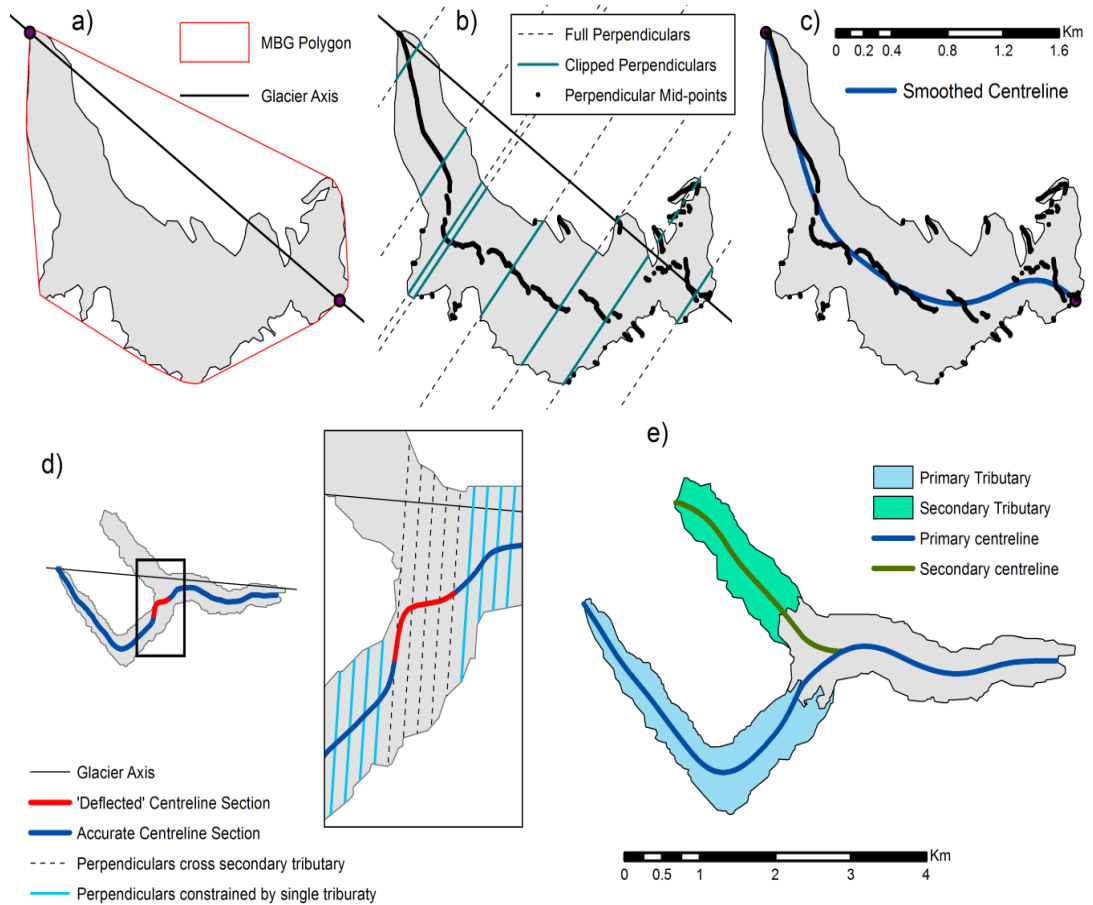 a)
MBG Polygon
Glacier Axis
b)
Full Perpendiculars
Clipped Perpendiculars
Perpendicular Mid-points
c)
Km
0 0.2 0.4 0.8 1.2 1.6
Smoothed Centreline
d)
Glacier Axis
'Deflected' Centreline Section
Accurate Centreline Section
Perpendiculars cross secondary tributary
Perpendiculars constrained by single triburaty
e)
Primary Tributary
Secondary Tributary
Primary centreline
Secondary centreline
Km
0 0.5 1 2 3 4